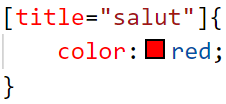 [title="salut"]{
    color: red;
}